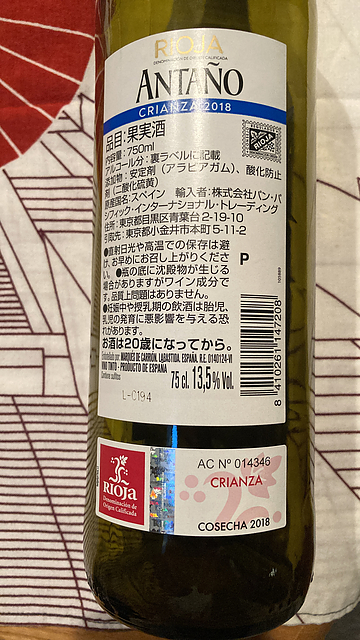 RIOJA
DENOMINACIÓN DE ORIGEN CALIFICADA
ANTAÑO
CRIANZA 2018
品目:果実酒
内容量:750ml
アルコール分:裏ラベルに記載
添加物:安定剤(アラビアガム)、酸化防止
剤(二酸化硫黄)
原産国名:スペイン 輸入者:株式会社パン・パ
シフィック・インターナショナル・トレーディング
住所:東京都目黒区青葉台2-19-10
引取先:東京都小金井市本町5-11-2
●直射日光や高温での保存は避
け、お早めにお召し上がりくださ
い。●瓶の底に沈殿物が生じる
場合がありますがワイン成分で
す。品質上問題はありません。
●妊娠中や授乳期の飲酒は胎児、
乳児の発育に悪影響を与える恐
れがあります。
お酒は20歳になってから。
P
RIOJA
MARQUÉS DE CARRIÓN. LABASTIDA. ESPAÑA. R.E. 0140124-VI
VINO TINTO • PRODUCTO DE ESPAÑA
75 cl. 13,5% Vol.
L-C194
8 410261 147208
RIOJA
Denominación de
Origen Calificada
AC Nº 014346
CRIANZA
COSECHA 2018